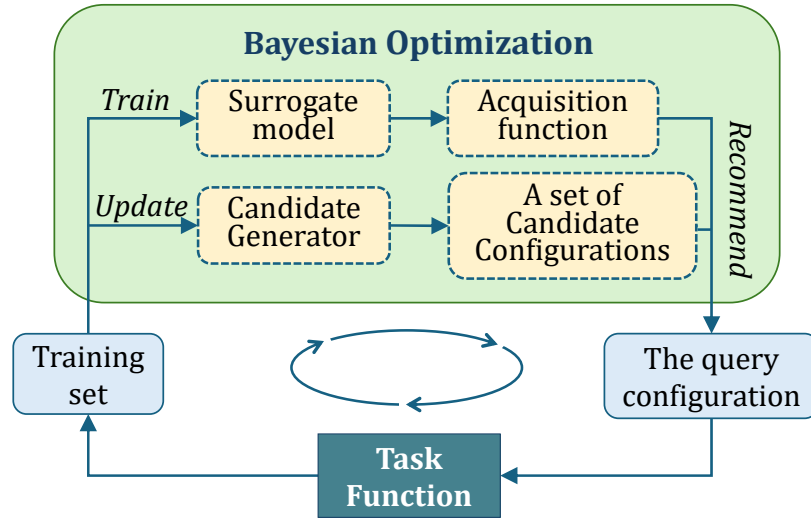 Bayesian Optimization
Train
Surrogate
model
Acquisition
function
Recommend
Update
Candidate
Generator
A set of
Candidate
Configurations
Training
set
The query
configuration
Task
Function